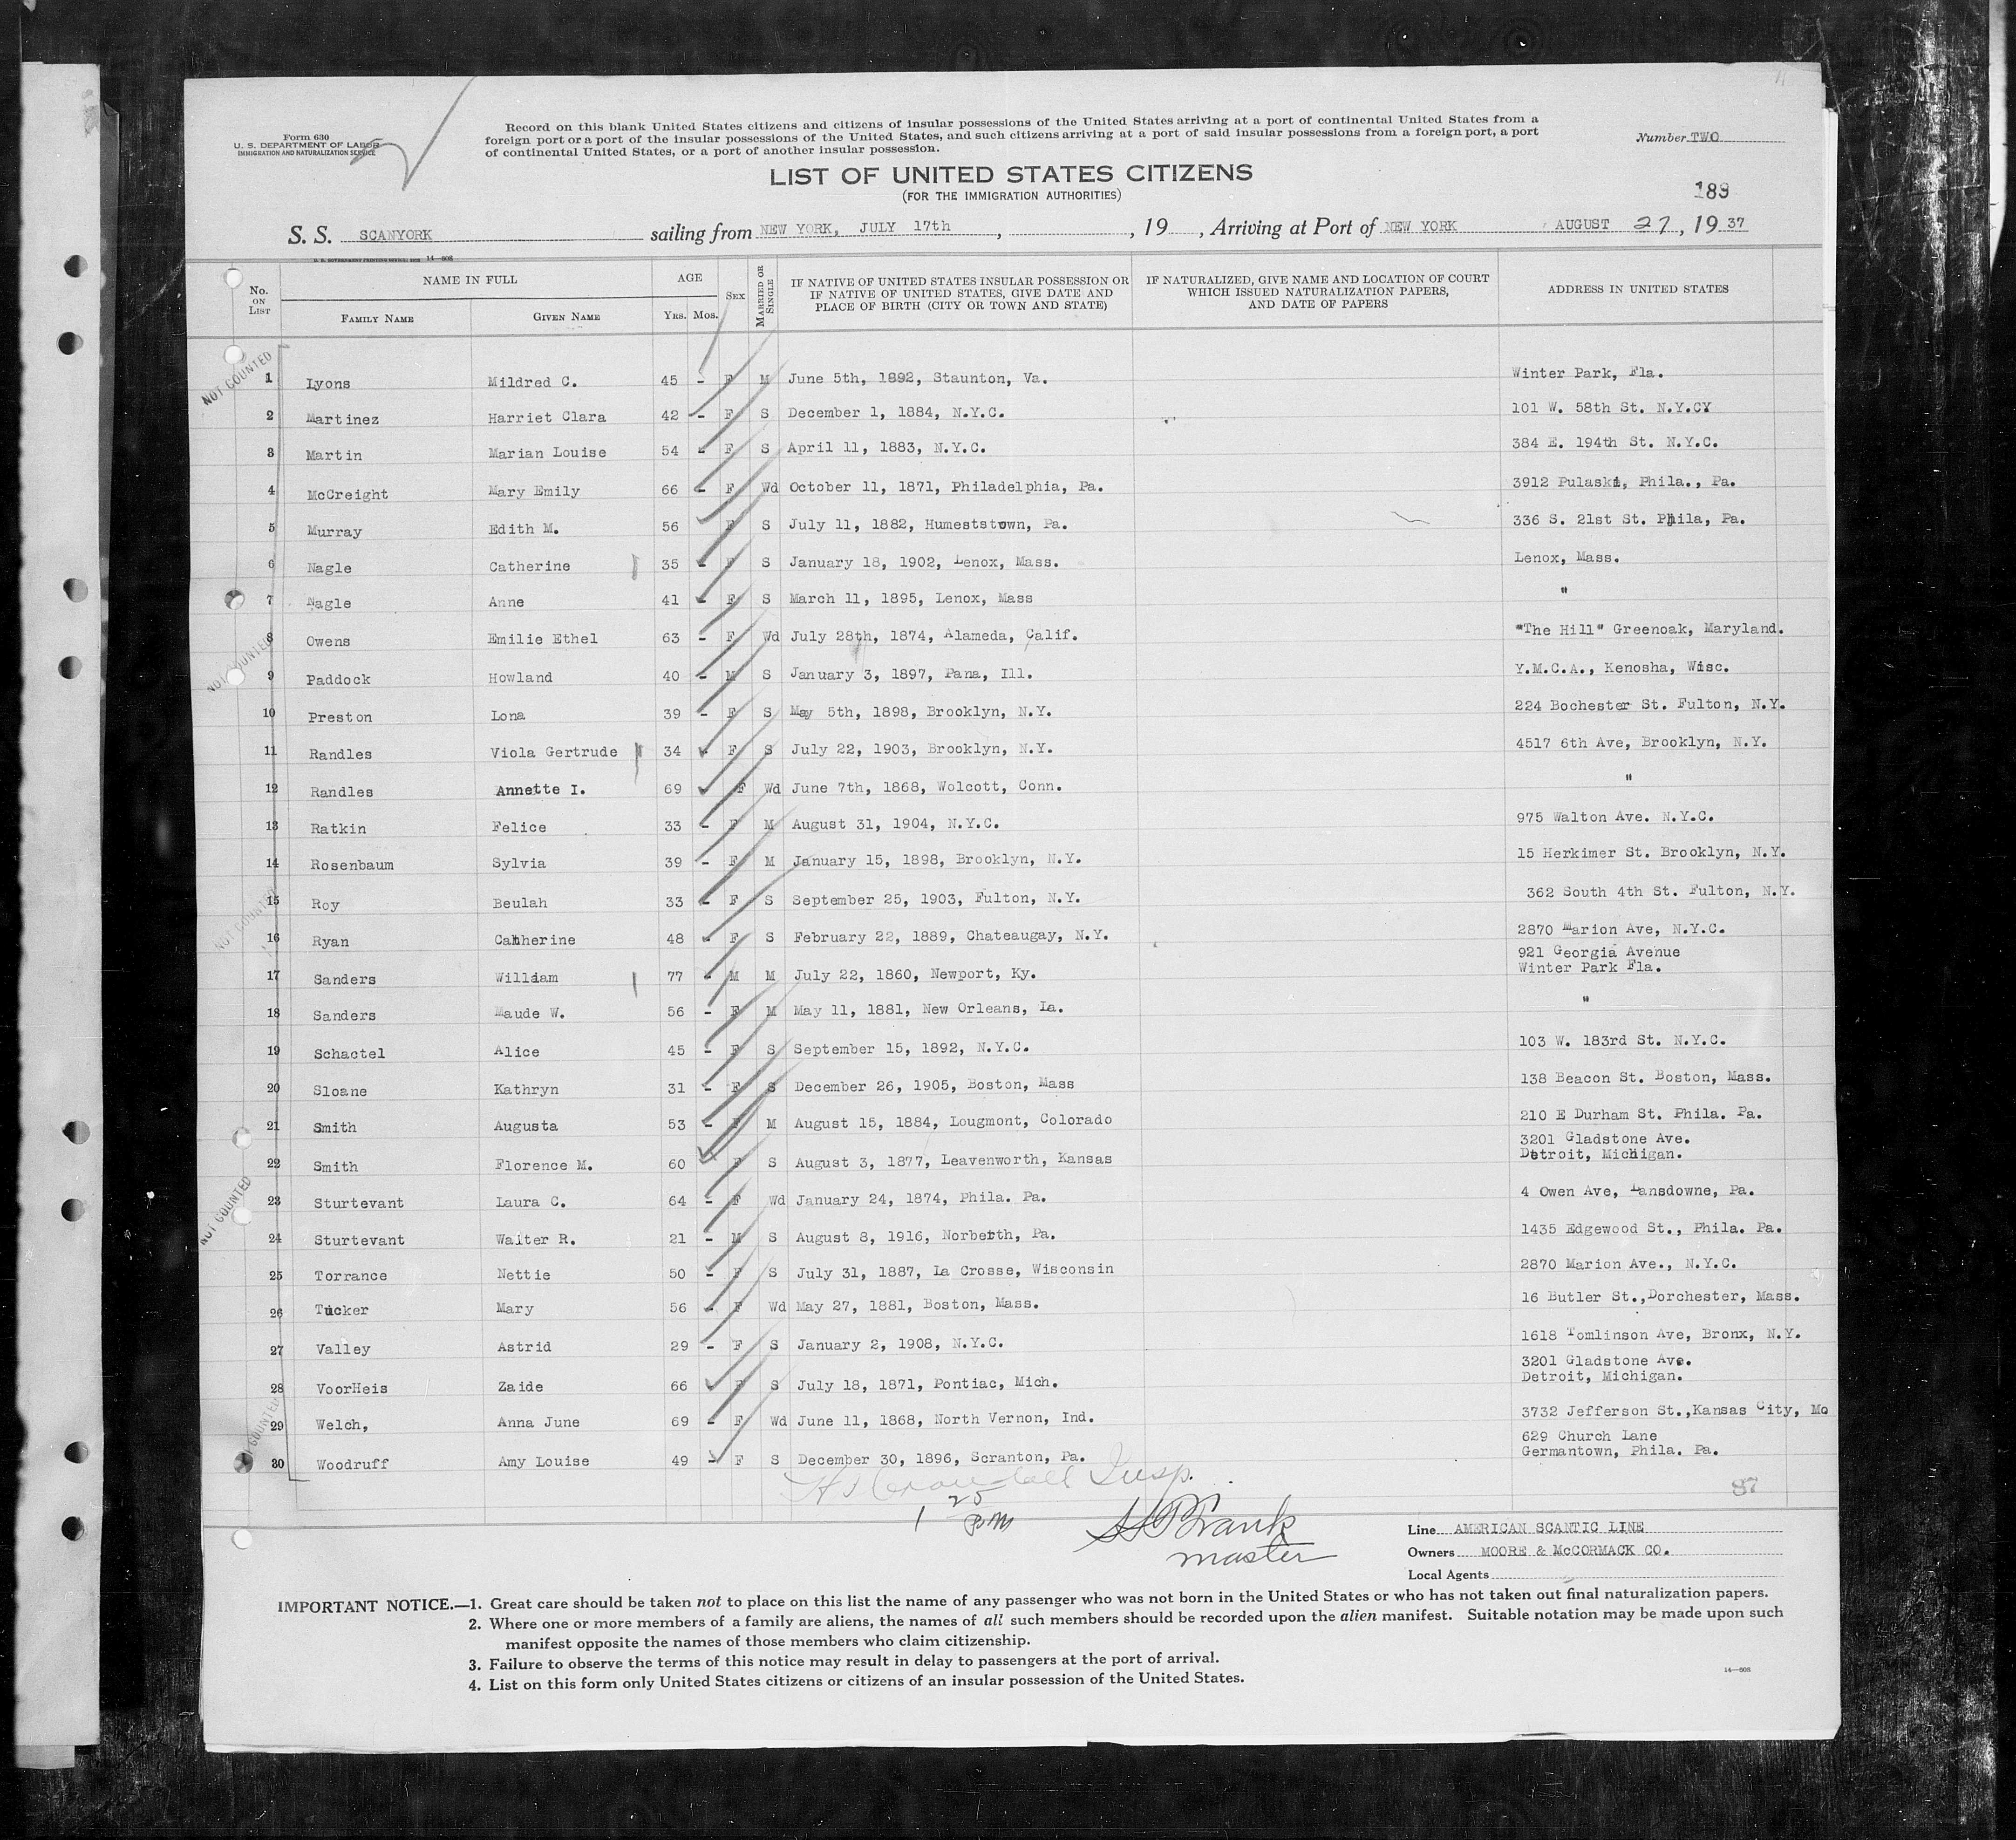 Form 630
U. S. DEPARTMENT OF LABOR
IMMIGRATION AND NATURALIZATION SERVICE
Record on this blank United States citizens and citizens of insular possessions of the United States arriving at a port of continental United States from a
foreign port or a port of the insular possessions of the United States, and such citizens arriving at a port of said insular possessions from a foreign port, a port
of continental United States, or a port of another insular possession.
Number TWO
LIST OF UNITED STATES CITIZENS
(FOR THE IMMIGRATION AUTHORITIES)
183
S. S. SCANYORK sailing from NEW YORK, JULY 17th , , 19 , Arriving at Port of NEW YORK , AUGUST 27, 19 37
No. ON LIST
NAME IN FULL
FAMILY NAME GIVEN NAME
AGE
YRS. MOS.
SEX
MARRIED OR SINGLE
IF NATIVE OF UNITED STATES INSULAR POSSESSION OR
IF NATIVE OF UNITED STATES, GIVE DATE AND
PLACE OF BIRTH (CITY OR TOWN AND STATE)
IF NATURALIZED, GIVE NAME AND LOCATION OF COURT
WHICH ISSUED NATURALIZATION PAPERS,
AND DATE OF PAPERS
ADDRESS IN UNITED STATES
NOT COUNTED
1 Lyons Mildred C. 45 - F M June 5th, 1892, Staunton, Va. Winter Park, Fla.
2 Martinez Harriet Clara 42 - F S December 1, 1884, N.Y.C. 101 W. 58th St. N.Y.CY
3 Martin Marian Louise 54 - F S April 11, 1883, N.Y.C. 384 E. 194th St. N.Y.C.
4 McCreight Mary Emily 66 - F Wd October 11, 1871, Philadelphia, Pa. 3912 Pulaski, Phila., Pa.
5 Murray Edith M. 56 F S July 11, 1882, Humeststown, Pa. 336 S. 21st St. Phila, Pa.
6 Nagle Catherine 35 - F S January 18, 1902, Lenox, Mass. Lenox, Mass.
7 Nagle Anne 41 - F S March 11, 1895, Lenox, Mass "
NOT COUNTED
8 Owens Emilie Ethel 63 - F Wd July 28th, 1874, Alameda, Calif. "The Hill" Greenoak, Maryland.
9 Paddock Howland 40 - M S January 3, 1897, Pana, Ill. Y.M.C.A., Kenosha, Wisc.
10 Preston Lona 39 - F S May 5th, 1898, Brooklyn, N.Y. 224 Bochester St. Fulton, N.Y.
11 Randles Viola Gertrude 34 - F S July 22, 1903, Brooklyn, N.Y. 4517 6th Ave, Brooklyn, N.Y.
12 Randles Annette I. 69 - F Wd June 7th, 1868, Wolcott, Conn. "
13 Ratkin Felice 33 - F M August 31, 1904, N.Y.C. 975 Walton Ave. N.Y.C.
14 Rosenbaum Sylvia 39 - F M January 15, 1898, Brooklyn, N.Y. 15 Herkimer St. Brooklyn, N.Y.
NOT COUNTED
15 Roy Beulah 33 - F S September 25, 1903, Fulton, N.Y. 362 South 4th St. Fulton, N.Y.
16 Ryan Catherine 48 - F S February 22, 1889, Chateaugay, N.Y. 2870 Marion Ave, N.Y.C.
921 Georgia Avenue
17 Sanders William 77 - M M July 22, 1860, Newport, Ky. Winter Park Fla.
18 Sanders Maude W. 56 - F M May 11, 1881, New Orleans, La. "
19 Schactel Alice 45 - F S September 15, 1892, N.Y.C. 103 W. 183rd St. N.Y.C.
20 Sloane Kathryn 31 - F S December 26, 1905, Boston, Mass 138 Beacon St. Boston, Mass.
21 Smith Augusta 53 - F M August 15, 1884, Lougmont, Colorado 210 E Durham St. Phila. Pa.
3201 Gladstone Ave.
22 Smith Florence M. 60 F S August 3, 1877, Leavenworth, Kansas Detroit, Michigan.
NOT COUNTED
23 Sturtevant Laura C. 64 - F Wd January 24, 1874, Phila. Pa. 4 Owen Ave, Lansdowne, Pa.
24 Sturtevant Walter R. 21 - M S August 8, 1916, Norberth, Pa. 1435 Edgewood St., Phila. Pa.
25 Torrance Nettie 50 - F S July 31, 1887, La Crosse, Wisconsin 2870 Marion Ave., N.Y.C.
26 Tucker Mary 56 - F Wd May 27, 1881, Boston, Mass. 16 Butler St.,Dorchester, Mass.
27 Valley Astrid 29 - F S January 2, 1908, N.Y.C. 1618 Tomlinson Ave, Bronx, N.Y.
3201 Gladstone Ave.
28 VoorHeis Zaide 66 F S July 18, 1871, Pontiac, Mich. Detroit, Michigan.
29 Welch, Anna June 69 - F Wd June 11, 1868, North Vernon, Ind. 3732 Jefferson St.,Kansas City, Mo
COUNTED
629 Church Lane
30 Woodruff Amy Louise 49 - F S December 30, 1896, Scranton, Pa. Germantown, Phila. Pa.
Insp.
87
1 25 PM
Frank
master
Line AMERICAN SCANTIC LINE
Owners MOORE & McCORMACK CO.
Local Agents
IMPORTANT NOTICE.—1. Great care should be taken not to place on this list the name of any passenger who was not born in the United States or who has not taken out final naturalization papers.
2. Where one or more members of a family are aliens, the names of all such members should be recorded upon the alien manifest. Suitable notation may be made upon such
manifest opposite the names of those members who claim citizenship.
3. Failure to observe the terms of this notice may result in delay to passengers at the port of arrival.
4. List on this form only United States citizens or citizens of an insular possession of the United States.
14—608